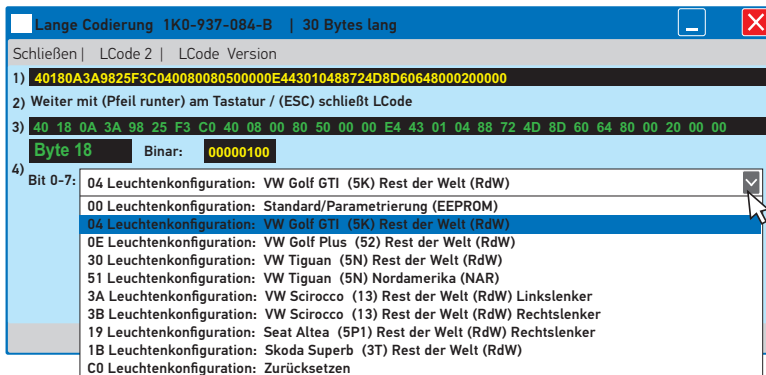 Lange Codierung 1K0-937-084-B | 30 Bytes lang
Schließen | LCode 2 | LCode Version
1) 40180A3A9825F3C040080080500000E443010488724D8D60648000200000
2) Weiter mit (Pfeil runter) am Tastatur / (ESC) schließt LCode
3) 40 18 0A 3A 98 25 F3 C0 40 08 00 80 50 00 00 E4 43 01 04 88 72 4D 8D 60 64 80 00 20 00 00
Byte 18 Binar: 00000100
4)
Bit 0-7: 04 Leuchtenkonfiguration: VW Golf GTI (5K) Rest der Welt (RdW)
00 Leuchtenkonfiguration: Standard/Parametrierung (EEPROM)
04 Leuchtenkonfiguration: VW Golf GTI (5K) Rest der Welt (RdW)
0E Leuchtenkonfiguration: VW Golf Plus (52) Rest der Welt (RdW)
30 Leuchtenkonfiguration: VW Tiguan (5N) Rest der Welt (RdW)
51 Leuchtenkonfiguration: VW Tiguan (5N) Nordamerika (NAR)
3A Leuchtenkonfiguration: VW Scirocco (13) Rest der Welt (RdW) Linkslenker
3B Leuchtenkonfiguration: VW Scirocco (13) Rest der Welt (RdW) Rechtslenker
19 Leuchtenkonfiguration: Seat Altea (5P1) Rest der Welt (RdW) Rechtslenker
1B Leuchtenkonfiguration: Skoda Superb (3T) Rest der Welt (RdW)
C0 Leuchtenkonfiguration: Zurücksetzen